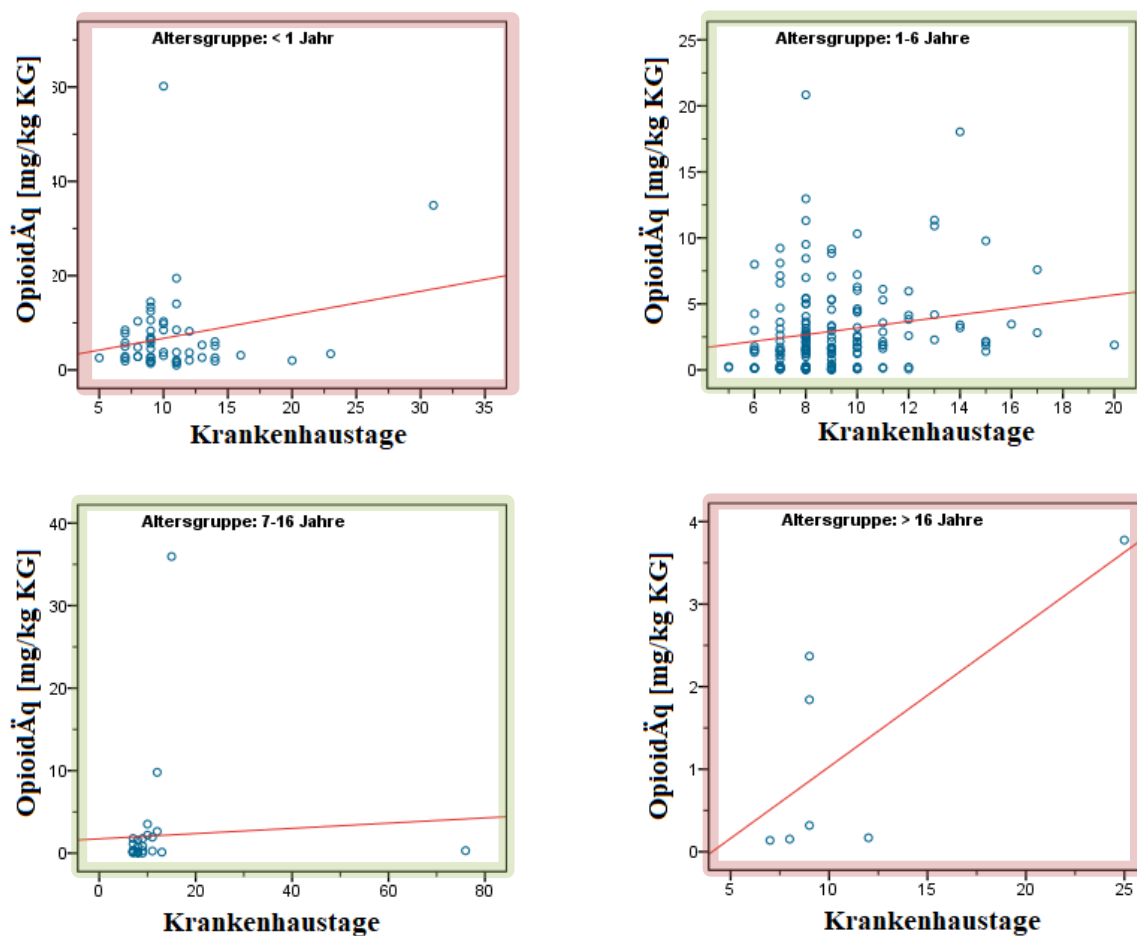 Altersgruppe: < 1 Jahr
OpioidÄq [mg/kg KG]
60
40
20
0
5 10 15 20 25 30 35
Krankenhaustage
Altersgruppe: 1-6 Jahre
OpioidÄq [mg/kg KG]
25
20
15
10
5
0
6 8 10 12 14 16 18 20
Krankenhaustage
Altersgruppe: 7-16 Jahre
OpioidÄq [mg/kg KG]
40
30
20
10
0
0 20 40 60 80
Krankenhaustage
Altersgruppe: > 16 Jahre
OpioidÄq [mg/kg KG]
4
3
2
1
0
5 10 15 20 25
Krankenhaustage